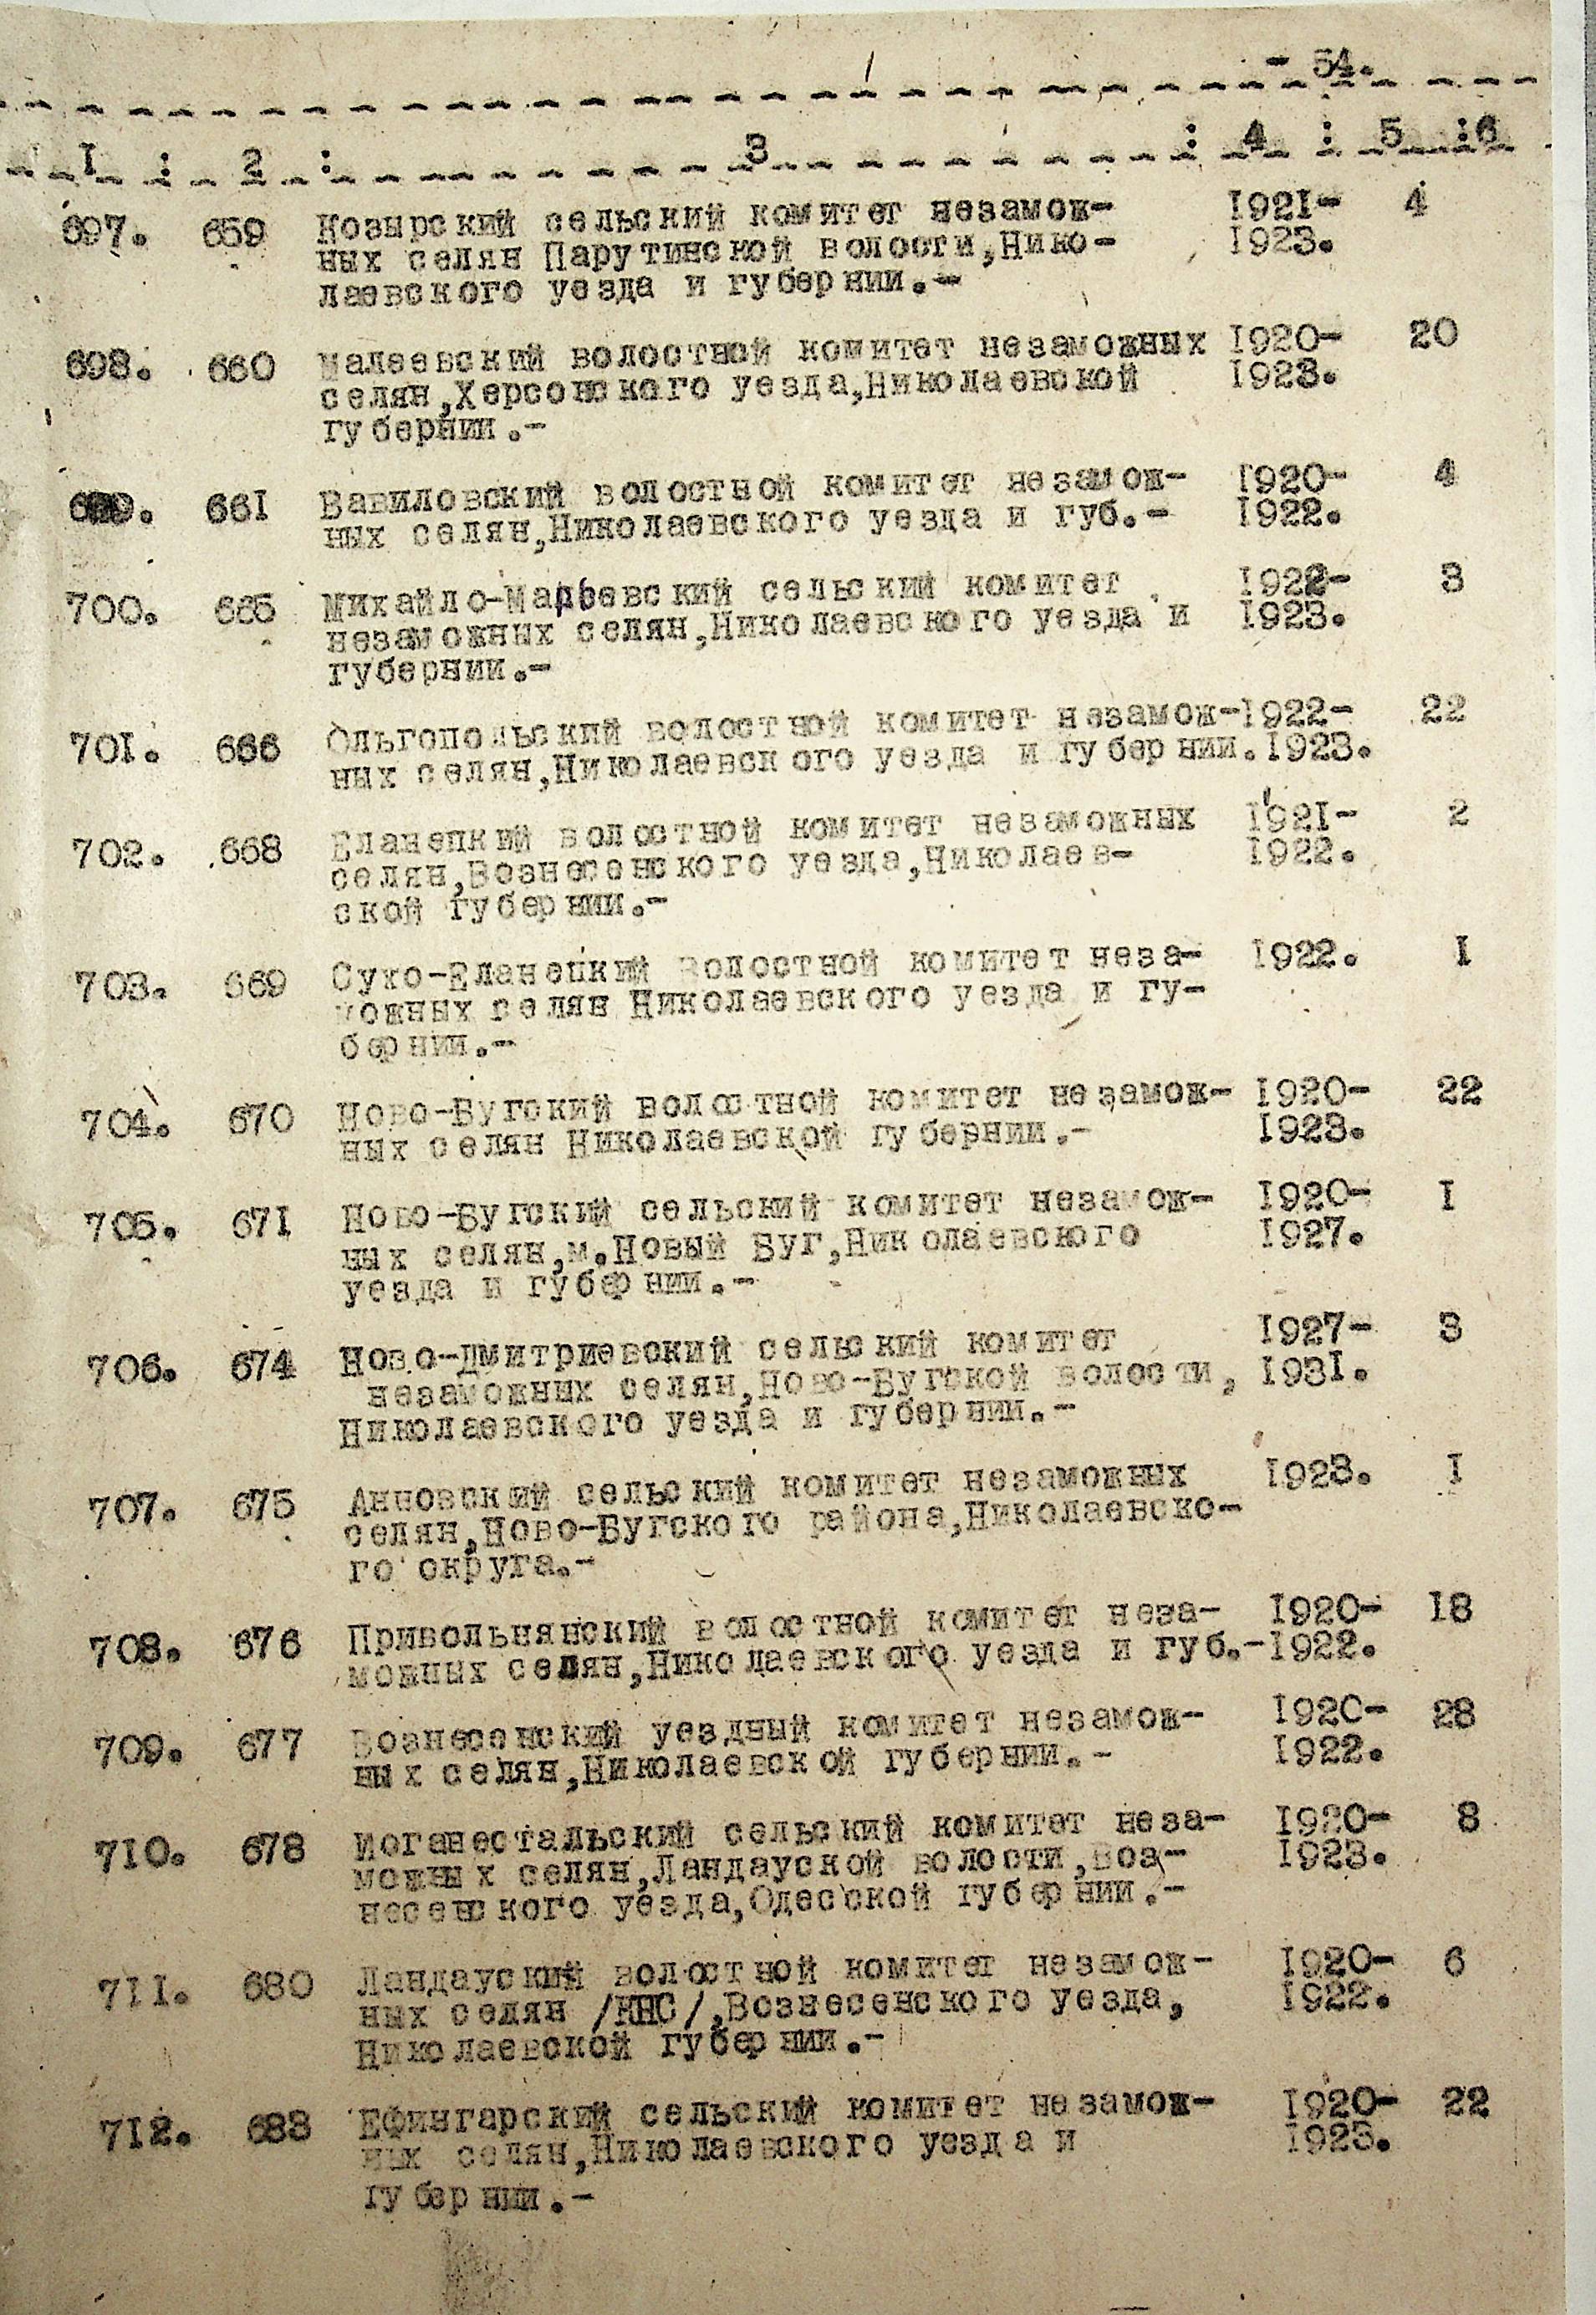 - 54.
I : 2 : 3 : 4 : 5 : 6
697. 659 Козырский сельский комитет незамож- 1921- 4
ных селян Парутинской волости,Нико- 1923.
лаевского уезда и губернии.-
698. 660 Малеевский волостной комитет незаможных 1920- 20
селян,Херсонского уезда,Николаевской 1923.
губернии.-
699. 661 Вавиловский волостной комитет незамож- 1920- 4
ных селян,Николаевского уезда и губ.- 1922.
700. 665 Михайло-Марьевский сельский комитет 1922- 3
незаможных селян,Николаевского уезда и 1923.
губернии.-
701. 666 Ольгопольский волостной комитет незамож- 1922- 22
ных селян,Николаевского уезда и губернии. 1923.
702. 668 Еланецкий волостной комитет незаможных 1921- 2
селян,Вознесенского уезда,Николаев- 1922.
ской губернии.-
703. 669 Сухо-Еланецкий волостной комитет неза- 1922. I
можных селян Николаевского уезда и гу-
бернии.-
704. 670 Ново-Бугский волостной комитет незамож- 1920- 22
ных селян Николаевской губернии.- 1923.
705. 671 Ново-Бугский сельский комитет незамож- 1920- I
ных селян,м.Новый Буг,Николаевского 1927.
уезда и губернии.-
706. 674 Ново-Дмитриевский сельский комитет 1927- 3
незаможных селян,Ново-Бугской волости, 1931.
Николаевского уезда и губернии.-
707. 675 Анновский сельский комитет незаможных 1923. I
селян,Ново-Бугского района,Николаевско-
го округа.-
708. 676 Привольнянский волостной комитет неза- 1920- 18
можных селян,Николаевского уезда и губ.- 1922.
709. 677 Вознесенский уездный комитет незамож- 1920- 28
ных селян,Николаевской губернии.- 1922.
710. 678 Иоганестальский сельский комитет неза- 1920- 8
можных селян,Ландауской волости,Воз- 1923.
несенского уезда,Одесской губернии.-
711. 680 Ландауский волостной комитет незамож- 1920- 6
ных селян /КНС/,Вознесенского уезда, 1922.
Николаевской губернии.-
712. 683 Ефингарский сельский комитет незамож- 1920- 22
ных селян,Николаевского уезда и 1923.
губернии.-